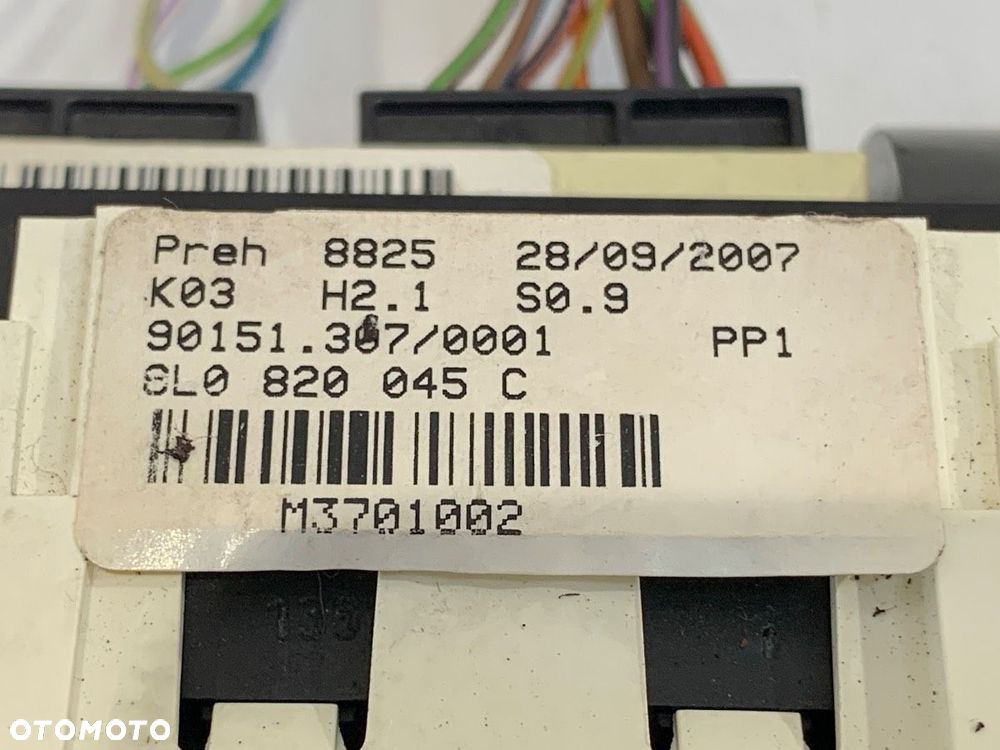 Preh 8825 28/09/2007
K03 H2.1 S0.9
90151.307/0001 PP1
8L0 820 045 C
M3701002
133
OTOMOTO